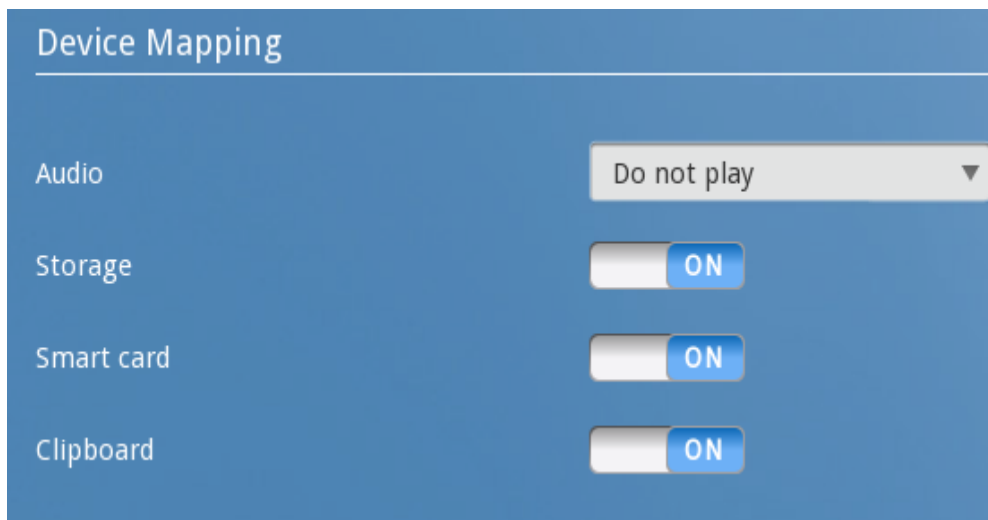 Device Mapping
Audio Do not play
Storage ON
Smart card ON
Clipboard ON